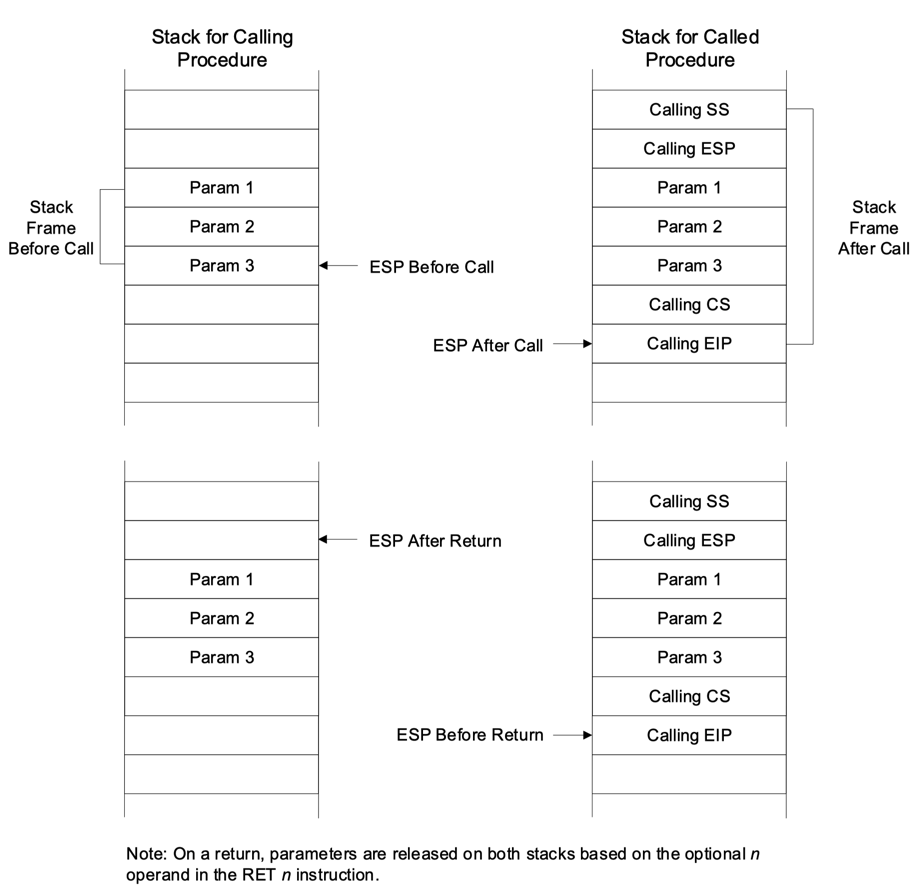 Stack for Calling
Procedure
Stack for Called
Procedure
Calling SS
Calling ESP
Stack
Frame
Before Call
Param 1
Param 1
Stack
Frame
After Call
Param 2
Param 2
Param 3
ESP Before Call
Param 3
Calling CS
ESP After Call
Calling EIP
Calling SS
ESP After Return
Calling ESP
Param 1
Param 1
Param 2
Param 2
Param 3
Param 3
Calling CS
ESP Before Return
Calling EIP
Note: On a return, parameters are released on both stacks based on the optional n
operand in the RET n instruction.